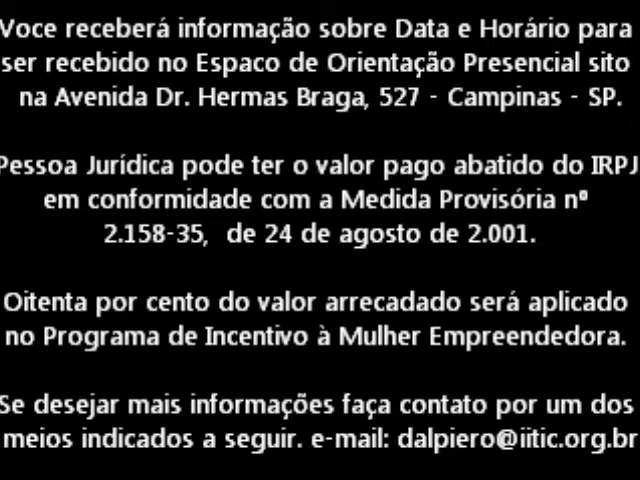 Voce receberá informação sobre Data e Horário para
ser recebido no Espaco de Orientação Presencial sito
na Avenida Dr. Hermas Braga, 527 - Campinas - SP.
Pessoa Jurídica pode ter o valor pago abatido do IRPJ
em conformidade com a Medida Provisória nº
2.158-35, de 24 de agosto de 2.001.
Oitenta por cento do valor arrecadado será aplicado
no Programa de Incentivo à Mulher Empreendedora.
Se desejar mais informações faça contato por um dos
meios indicados a seguir. e-mail: dalpiero@iitic.org.br